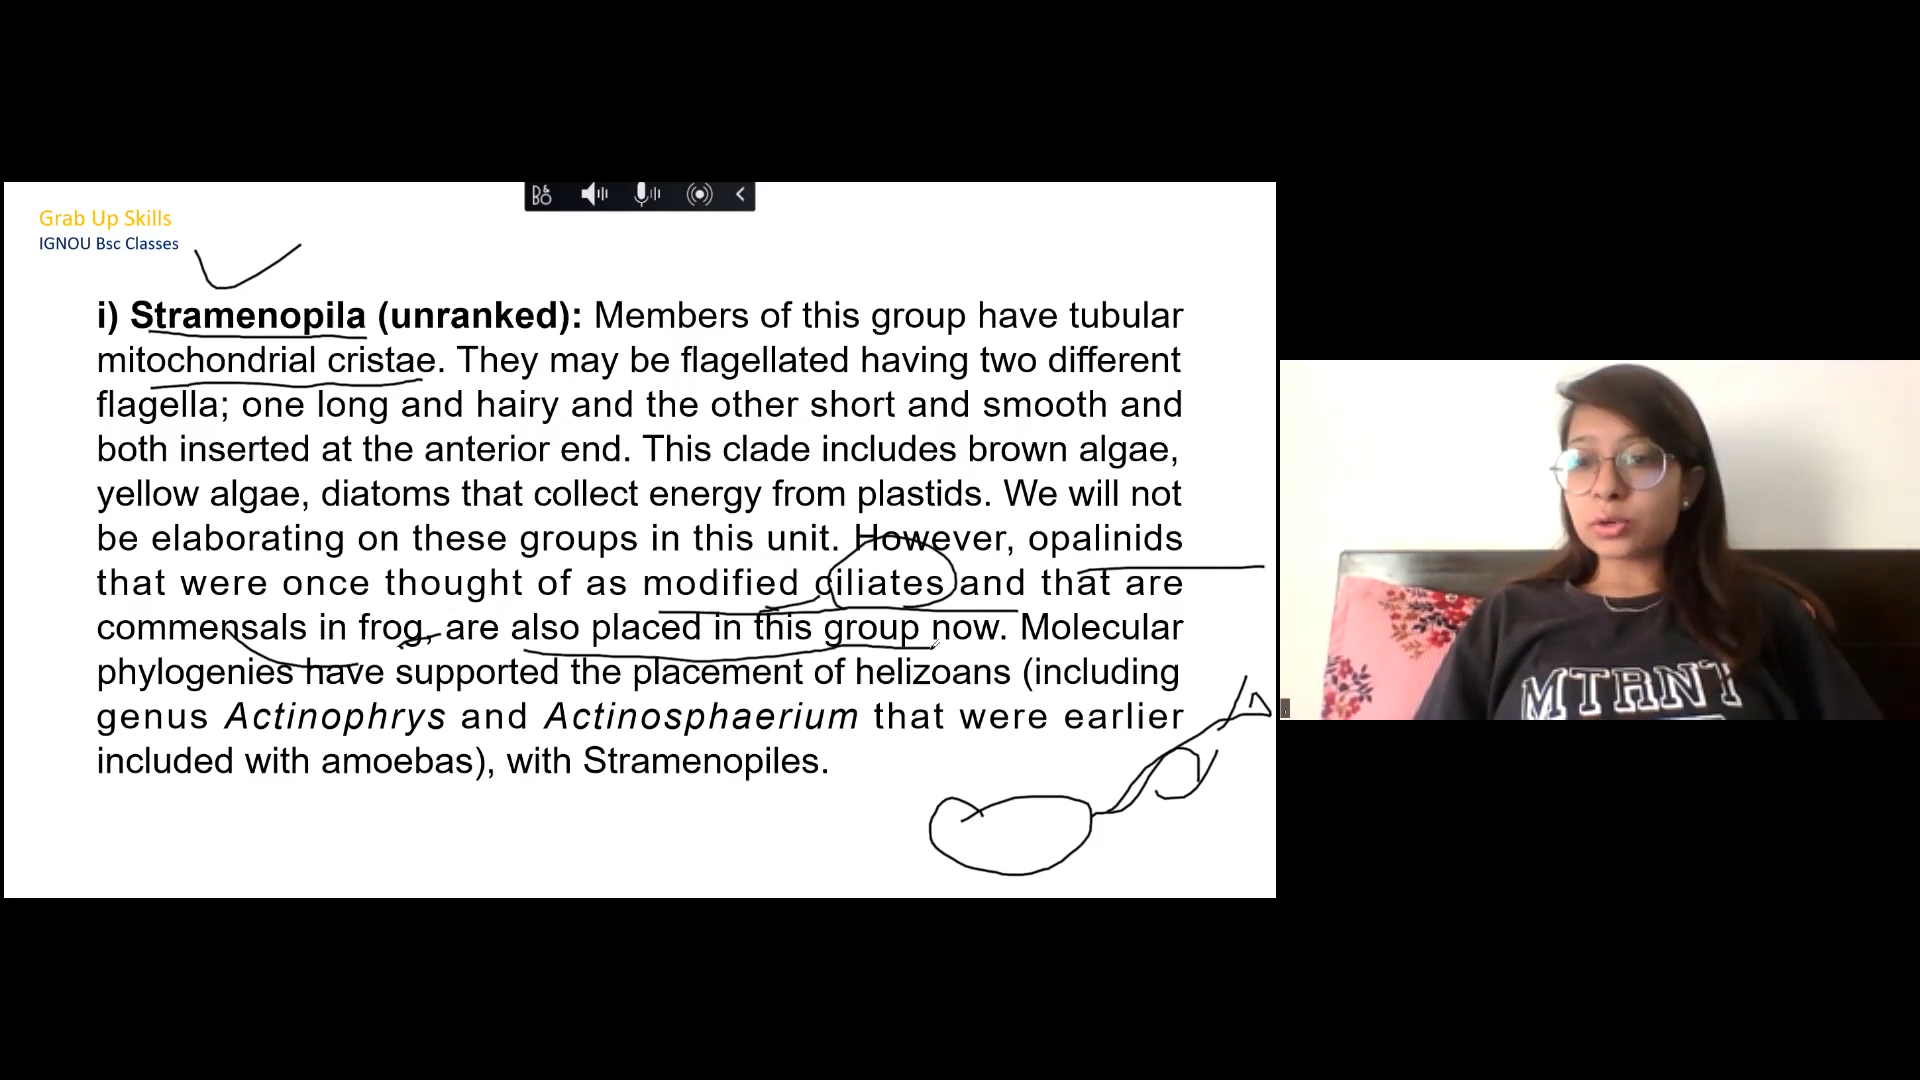 Grab Up Skills
IGNOU Bsc Classes
i) Stramenopila (unranked): Members of this group have tubular
mitochondrial cristae. They may be flagellated having two different
flagella; one long and hairy and the other short and smooth and
both inserted at the anterior end. This clade includes brown algae,
yellow algae, diatoms that collect energy from plastids. We will not
be elaborating on these groups in this unit. However, opalinids
that were once thought of as modified ciliates and that are
commensals in frog, are also placed in this group now. Molecular
phylogenies have supported the placement of helizoans (including
genus Actinophrys and Actinosphaerium that were earlier
included with amoebas), with Stramenopiles.
MTRNT